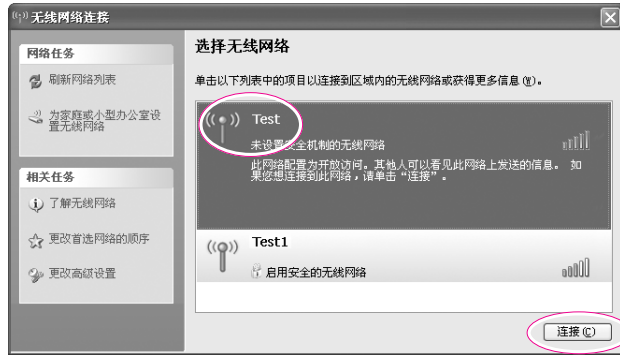 无线网络连接
网络任务
刷新网络列表
为家庭或小型办公室设
置无线网络
相关任务
了解无线网络
更改首选网络的顺序
更改高级设置
选择无线网络
单击以下列表中的项目以连接到区域内的无线网络或获得更多信息(W)。
Test
未设置安全机制的无线网络
此网络配置为开放访问。其他人可以看见此网络上发送的信息。 如
果您想连接到此网络，请单击“连接”。
Test1
启用安全的无线网络
连接(C)